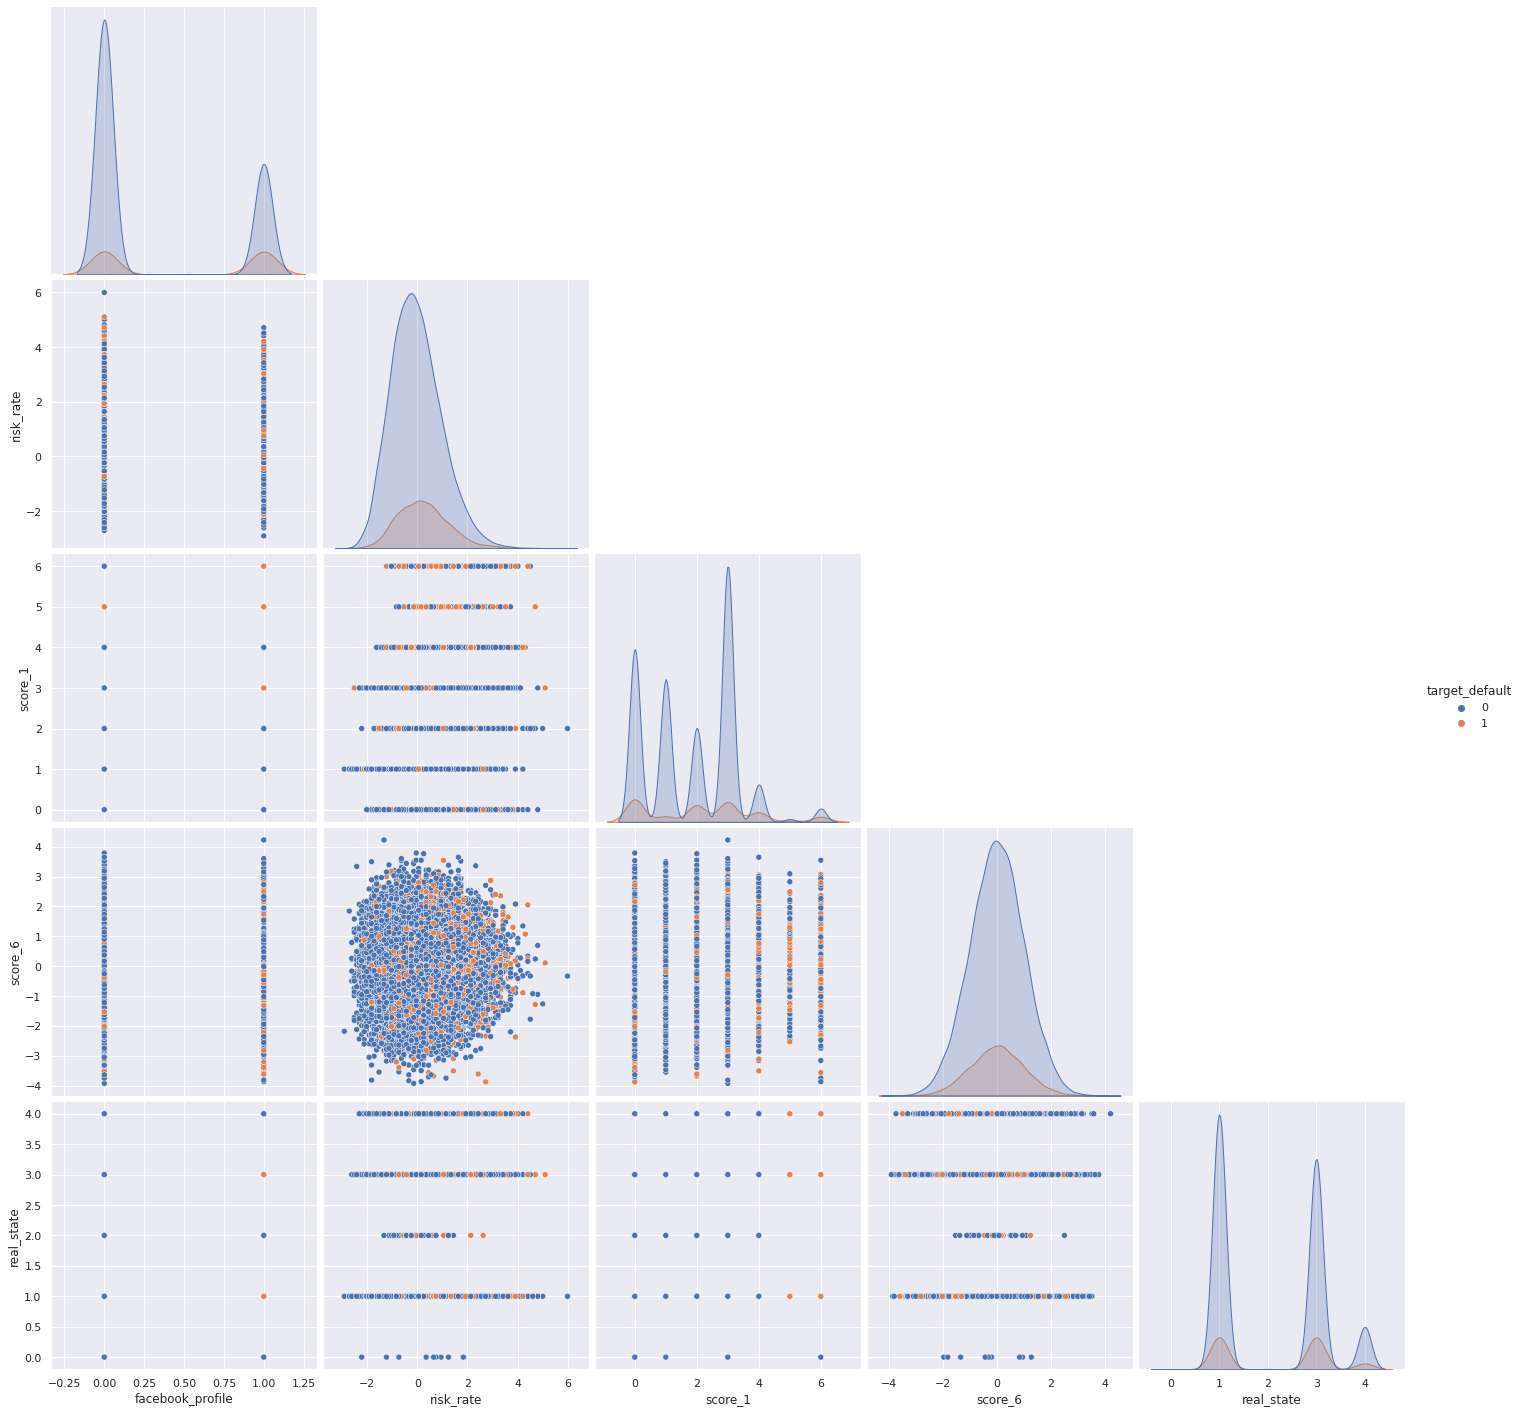 risk_rate
6
4
2
0
−2
score_1
6
5
4
3
2
1
0
target_default
0
1
score_6
4
3
2
1
0
−1
−2
−3
−4
real_state
4.0
3.5
3.0
2.5
2.0
1.5
1.0
0.5
0.0
−0.25 0.00 0.25 0.50 0.75 1.00 1.25
facebook_profile
−2 0 2 4 6
risk_rate
0 2 4 6
score_1
−4 −2 0 2 4
score_6
0 1 2 3 4
real_state